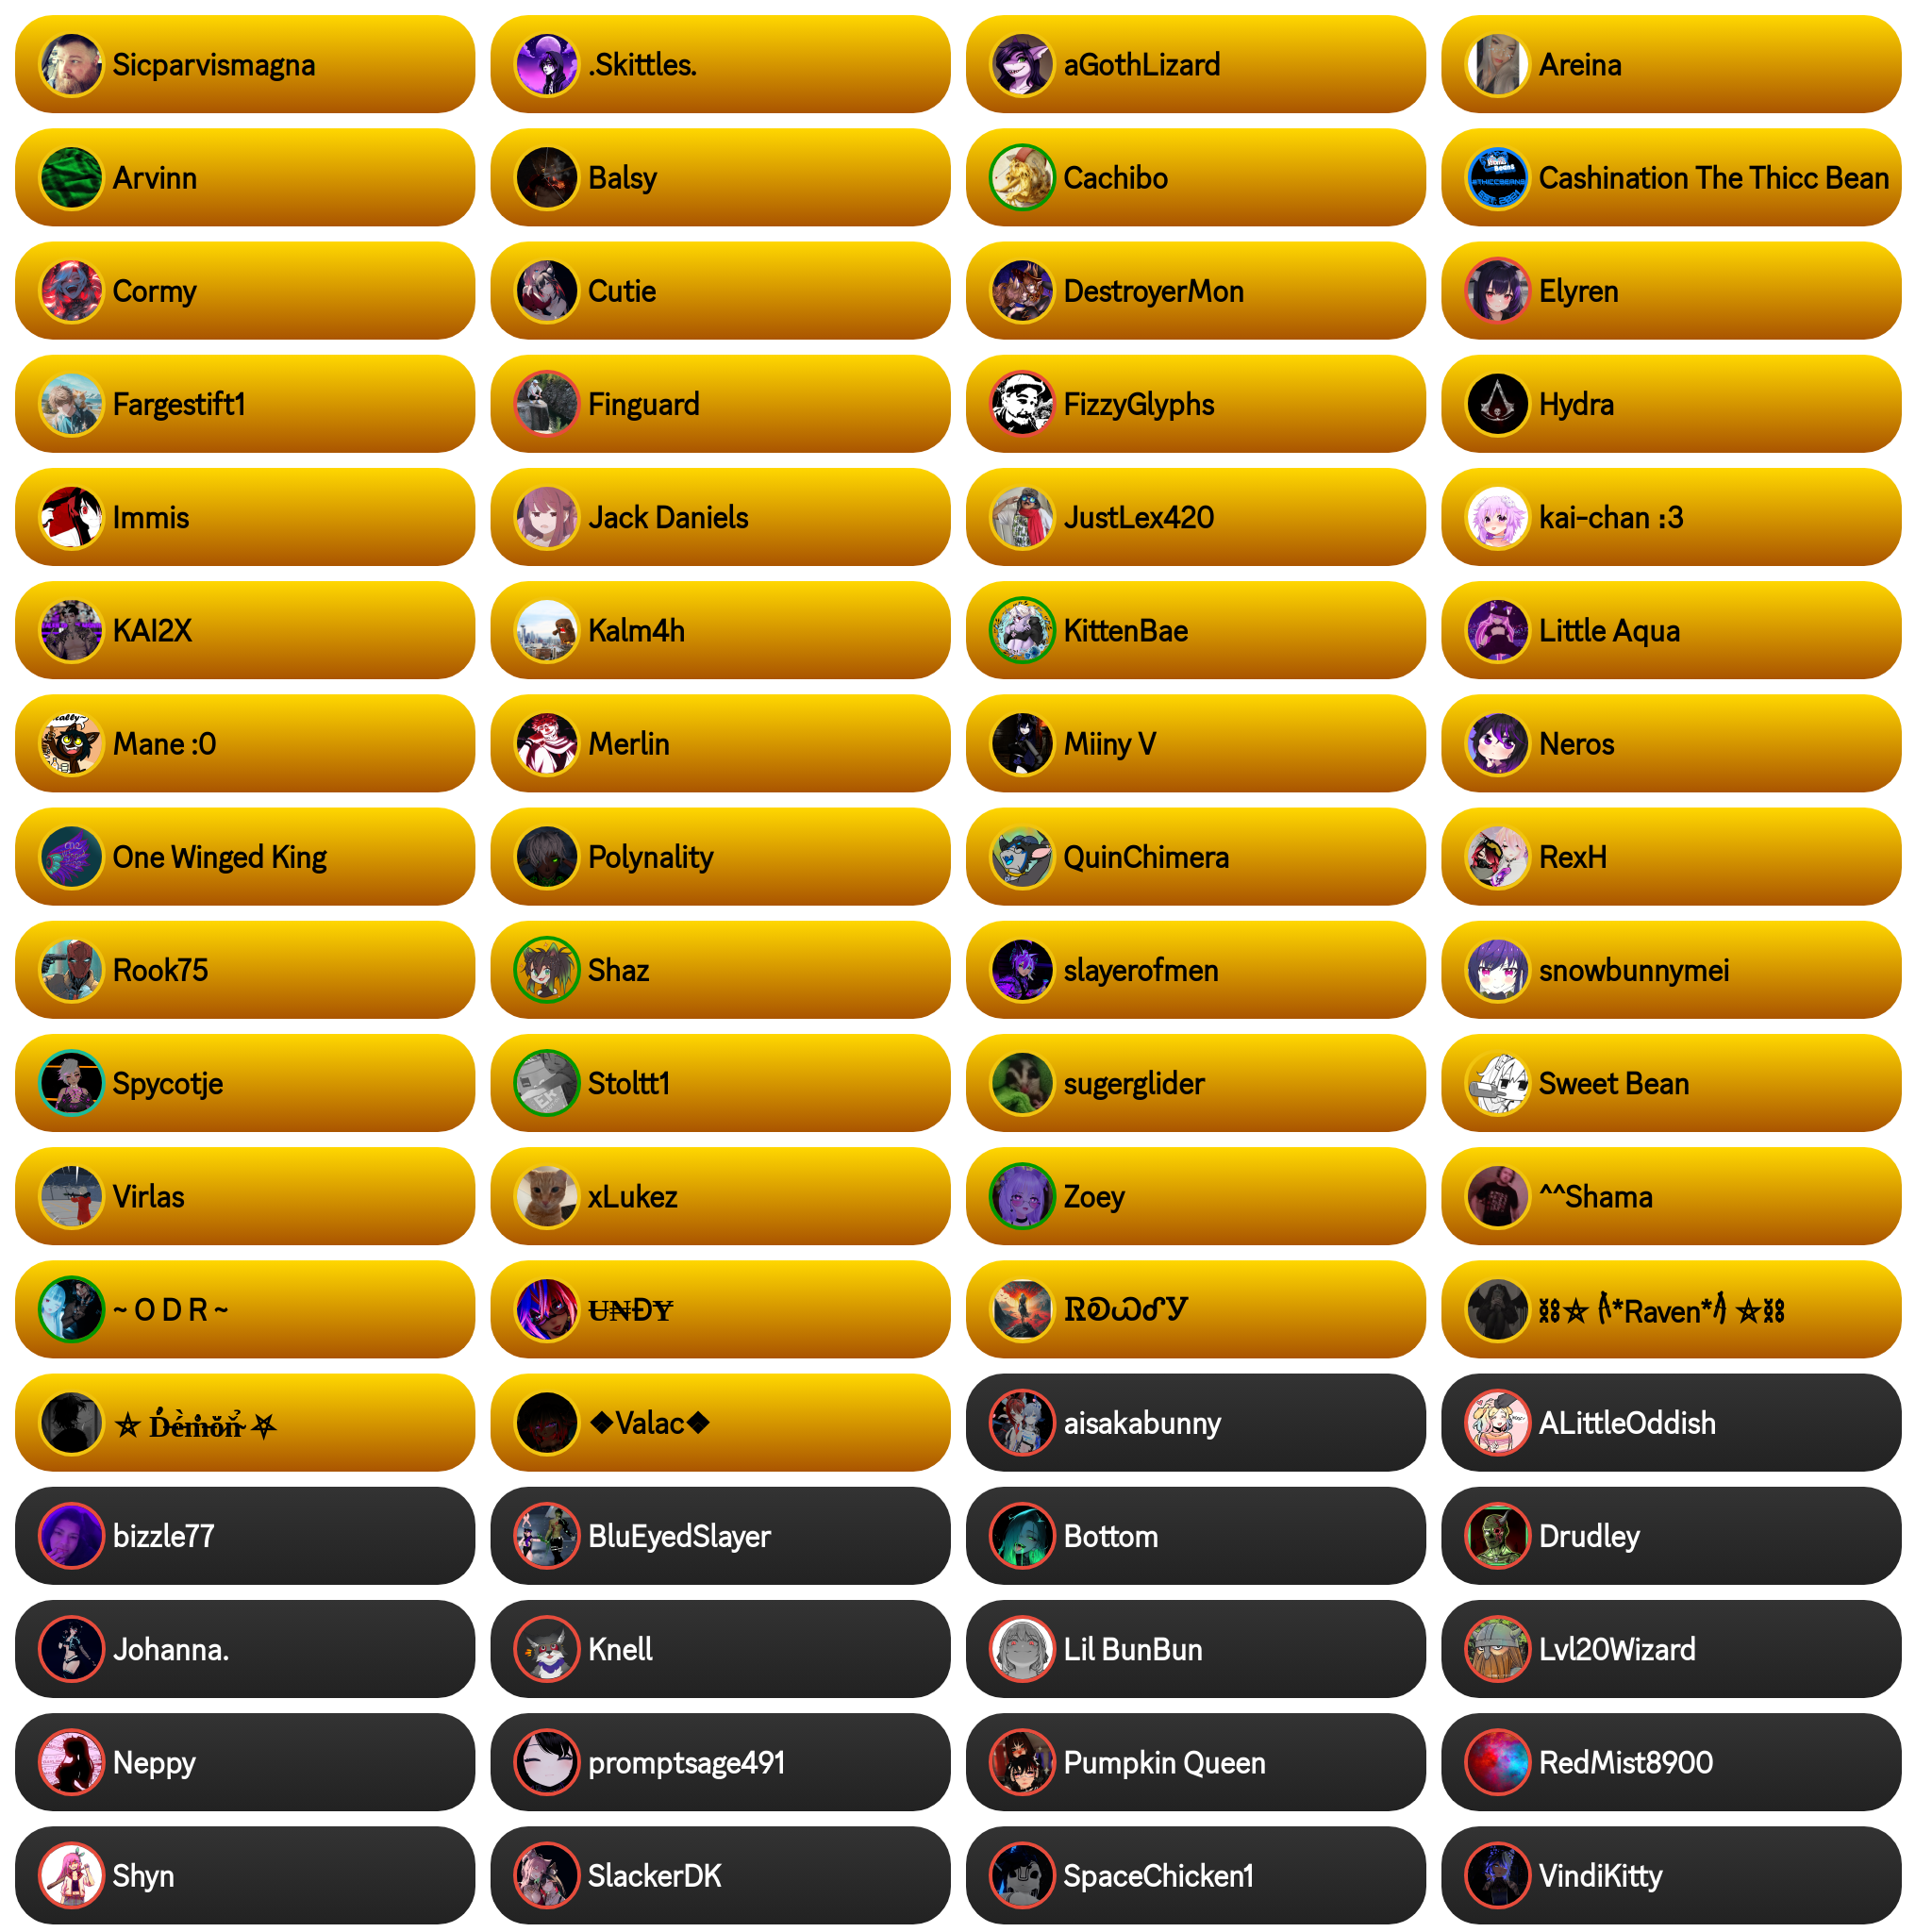 Sicparvismagna
.Skittles.
aGothLizard
Areina
Arvinn
Balsy
Cachibo
Cashination The Thicc Bean
Cormy
Cutie
DestroyerMon
Elyren
Fargestift1
Finguard
FizzyGlyphs
Hydra
Immis
Jack Daniels
JustLex420
kai-chan :3
KAI2X
Kalm4h
KittenBae
Little Aqua
Mane :0
Merlin
Miiny V
Neros
One Winged King
Polynality
QuinChimera
RexH
Rook75
Shaz
slayerofmen
snowbunnymei
Spycotje
Stoltt1
sugerglider
Sweet Bean
Virlas
xLukez
Zoey
^^Shama
~ O D R ~
*Raven*
❖Valac❖
aisakabunny
ALittleOddish
bizzle77
BluEyedSlayer
Bottom
Drudley
Johanna.
Knell
Lil BunBun
Lvl20Wizard
Neppy
promptsage491
Pumpkin Queen
RedMist8900
Shyn
SlackerDK
SpaceChicken1
VindiKitty